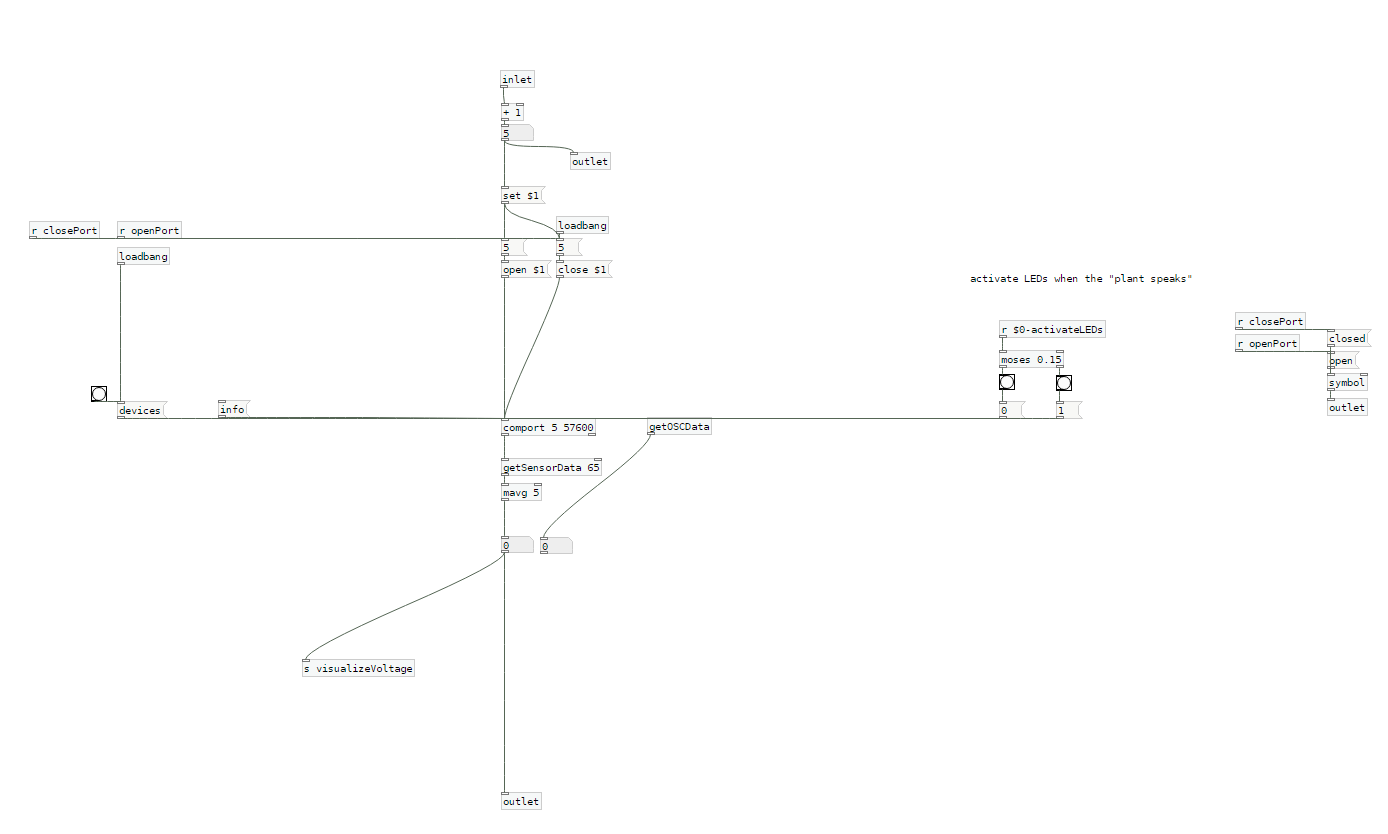 inlet
+ 1
5
outlet
set $1
r closePort
r openPort
loadbang
loadbang
5
5
open $1
close $1
activate LEDs when the "plant speaks"
r $0-activateLEDs
r closePort
closed
r openPort
open
moses 0.15
symbol
devices
info
0
1
outlet
comport 5 57600
getOSCData
getSensorData 65
mavg 5
0
0
s visualizeVoltage
outlet